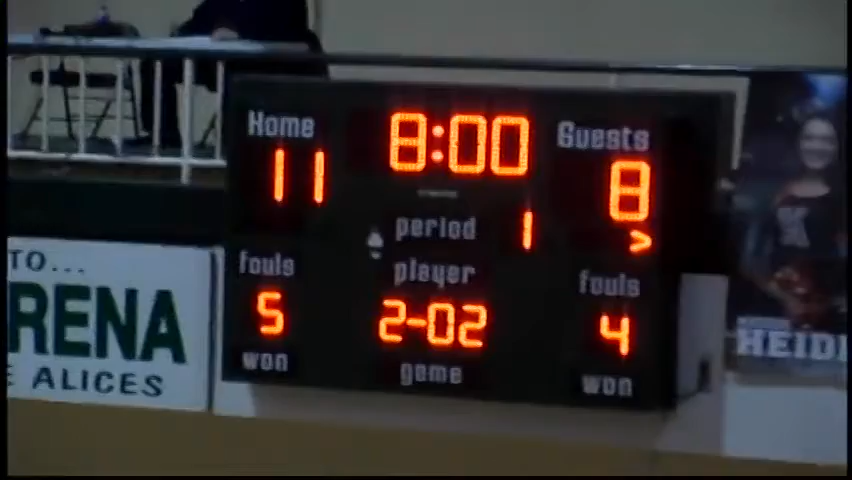 Home 8:00 Guests
11 8
period 1 >
fouls player fouls
5 2-02 4
won game won
TO...
RENA
E ALICES
HEIDI